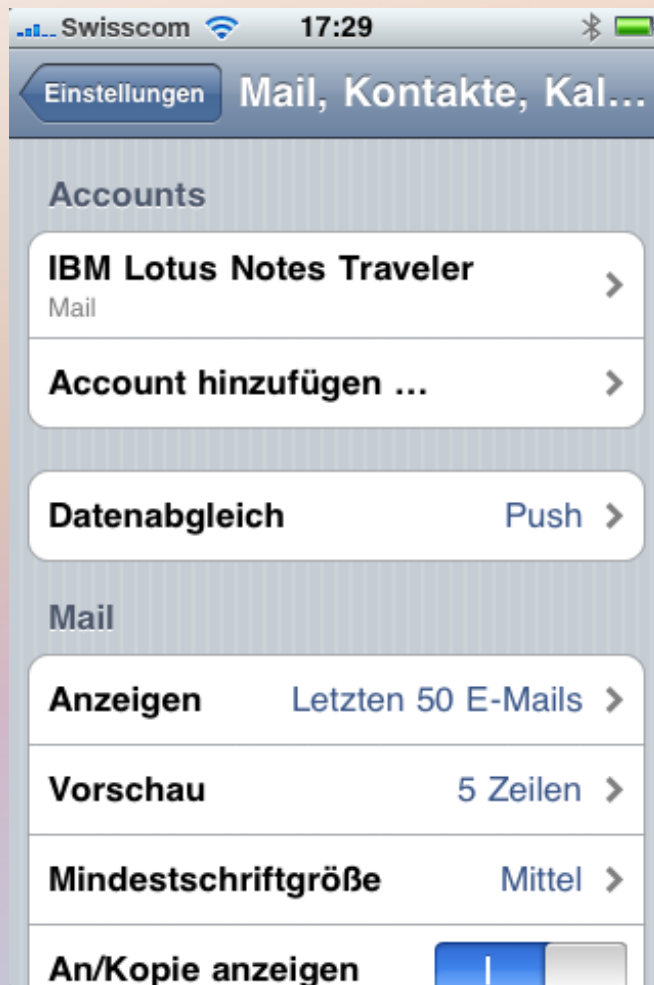 Swisscom 17:29
Einstellungen Mail, Kontakte, Kal...
Accounts
IBM Lotus Notes Traveler
Mail
Account hinzufügen ...
Datenabgleich Push
Mail
Anzeigen Letzten 50 E-Mails
Vorschau 5 Zeilen
Mindestschriftgröße Mittel
An/Kopie anzeigen